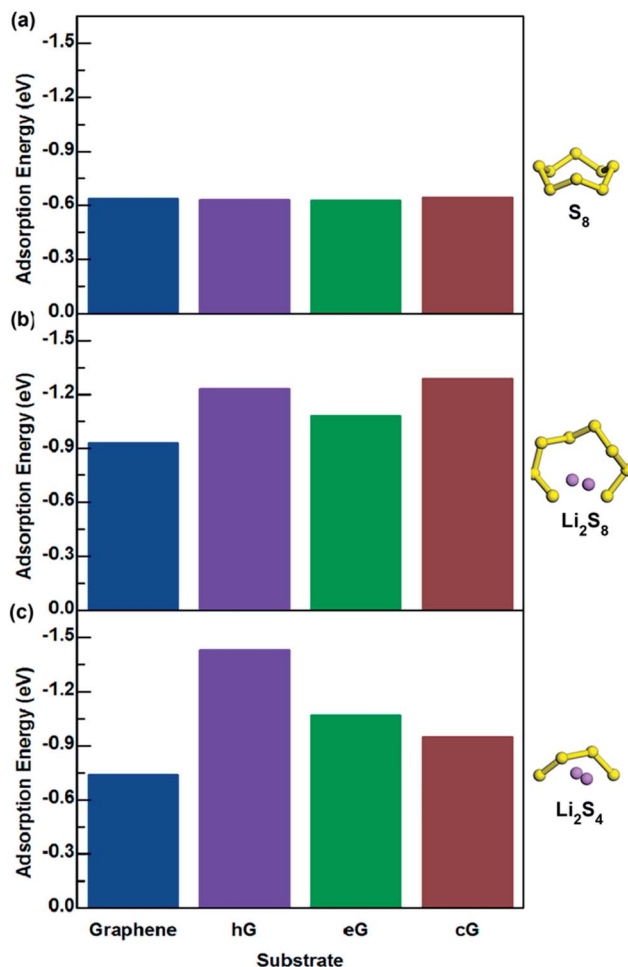 (a)
Adsorption Energy (eV)
-1.5
-1.2
-0.9
-0.6
-0.3
0.0
S₈
(b)
Adsorption Energy (eV)
-1.5
-1.2
-0.9
-0.6
-0.3
0.0
Li₂S₈
(c)
Adsorption Energy (eV)
-1.5
-1.2
-0.9
-0.6
-0.3
0.0
Li₂S₄
Graphene hG eG cG
Substrate